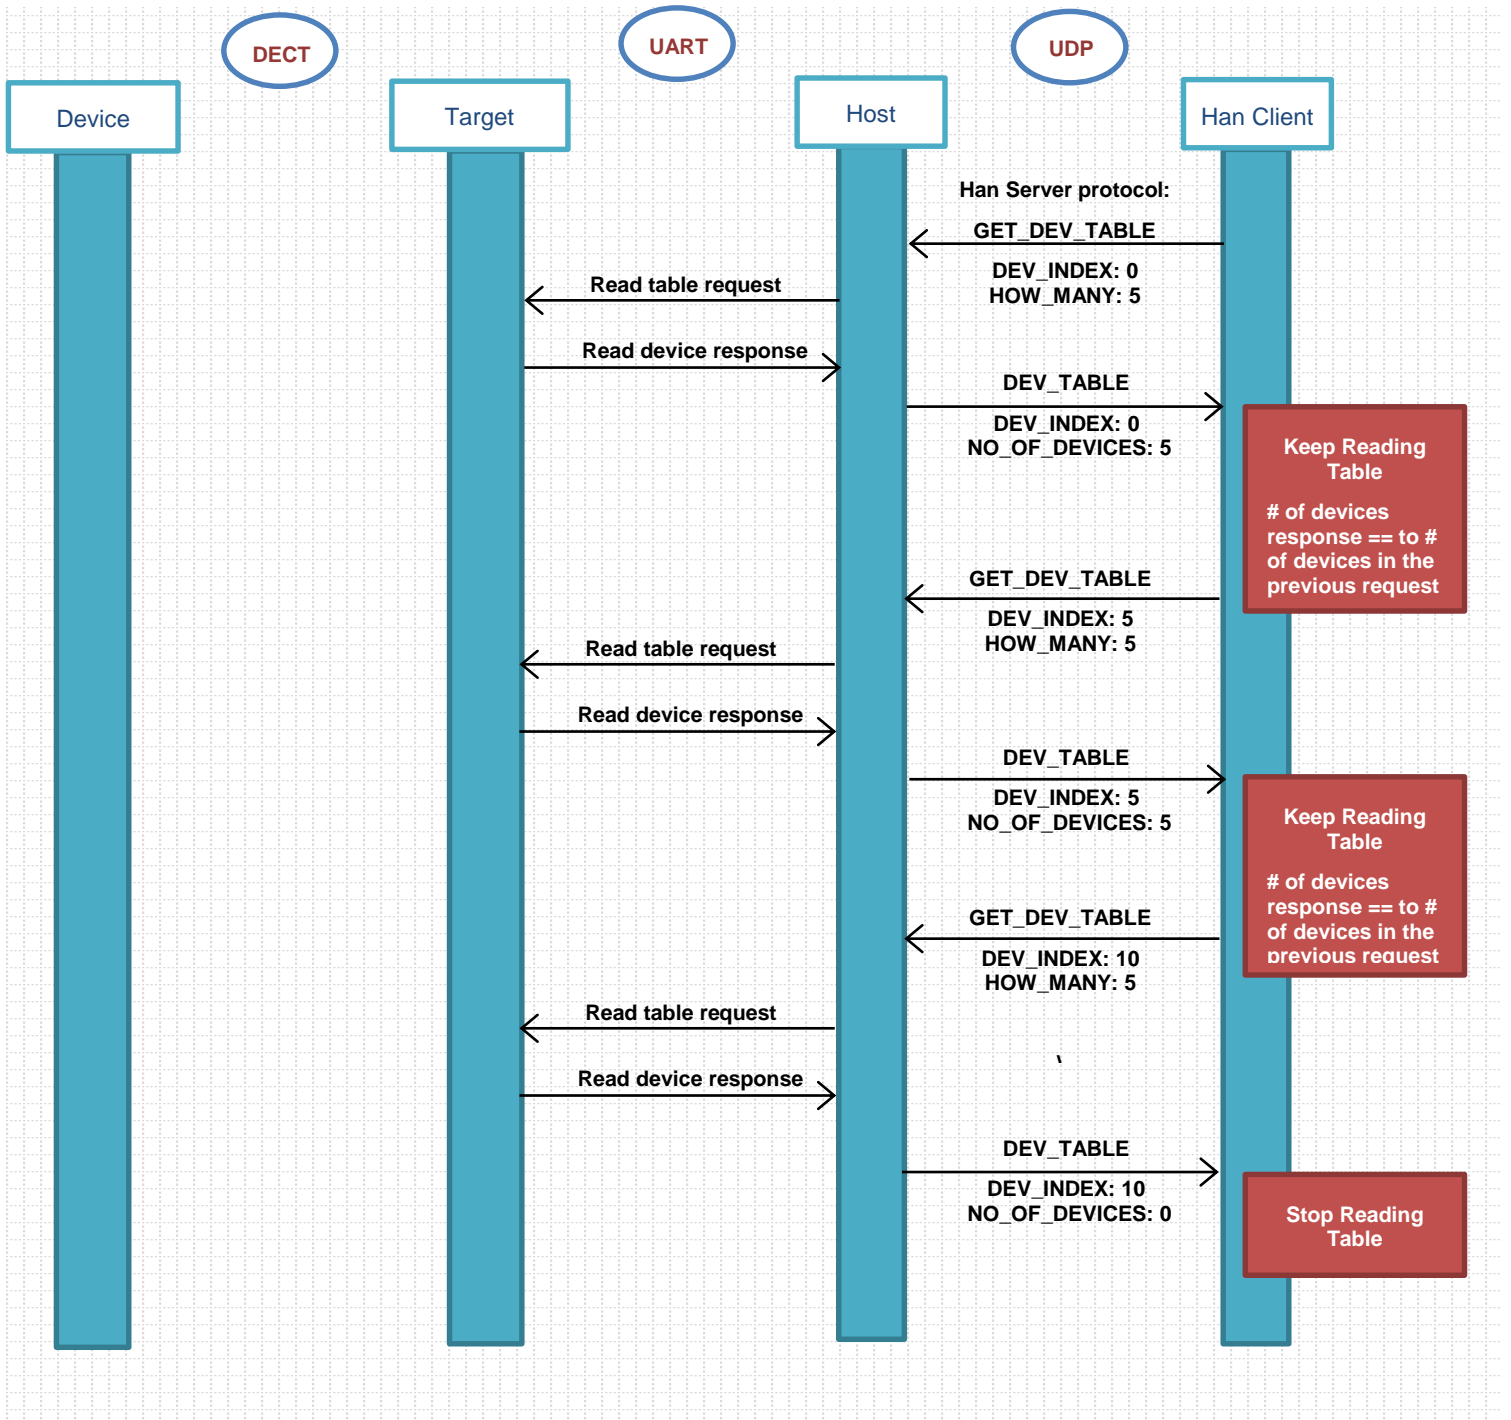 DECT
UART
UDP
Device
Target
Host
Han Client
Han Server protocol:
GET_DEV_TABLE
DEV_INDEX: 0
HOW_MANY: 5
Read table request
Read device response
DEV_TABLE
DEV_INDEX: 0
NO_OF_DEVICES: 5
Keep Reading
Table
# of devices
response == to #
of devices in the
previous request
GET_DEV_TABLE
DEV_INDEX: 5
HOW_MANY: 5
Read table request
Read device response
DEV_TABLE
DEV_INDEX: 5
NO_OF_DEVICES: 5
Keep Reading
Table
# of devices
response == to #
of devices in the
previous request
GET_DEV_TABLE
DEV_INDEX: 10
HOW_MANY: 5
Read table request
\
Read device response
DEV_TABLE
DEV_INDEX: 10
NO_OF_DEVICES: 0
Stop Reading
Table